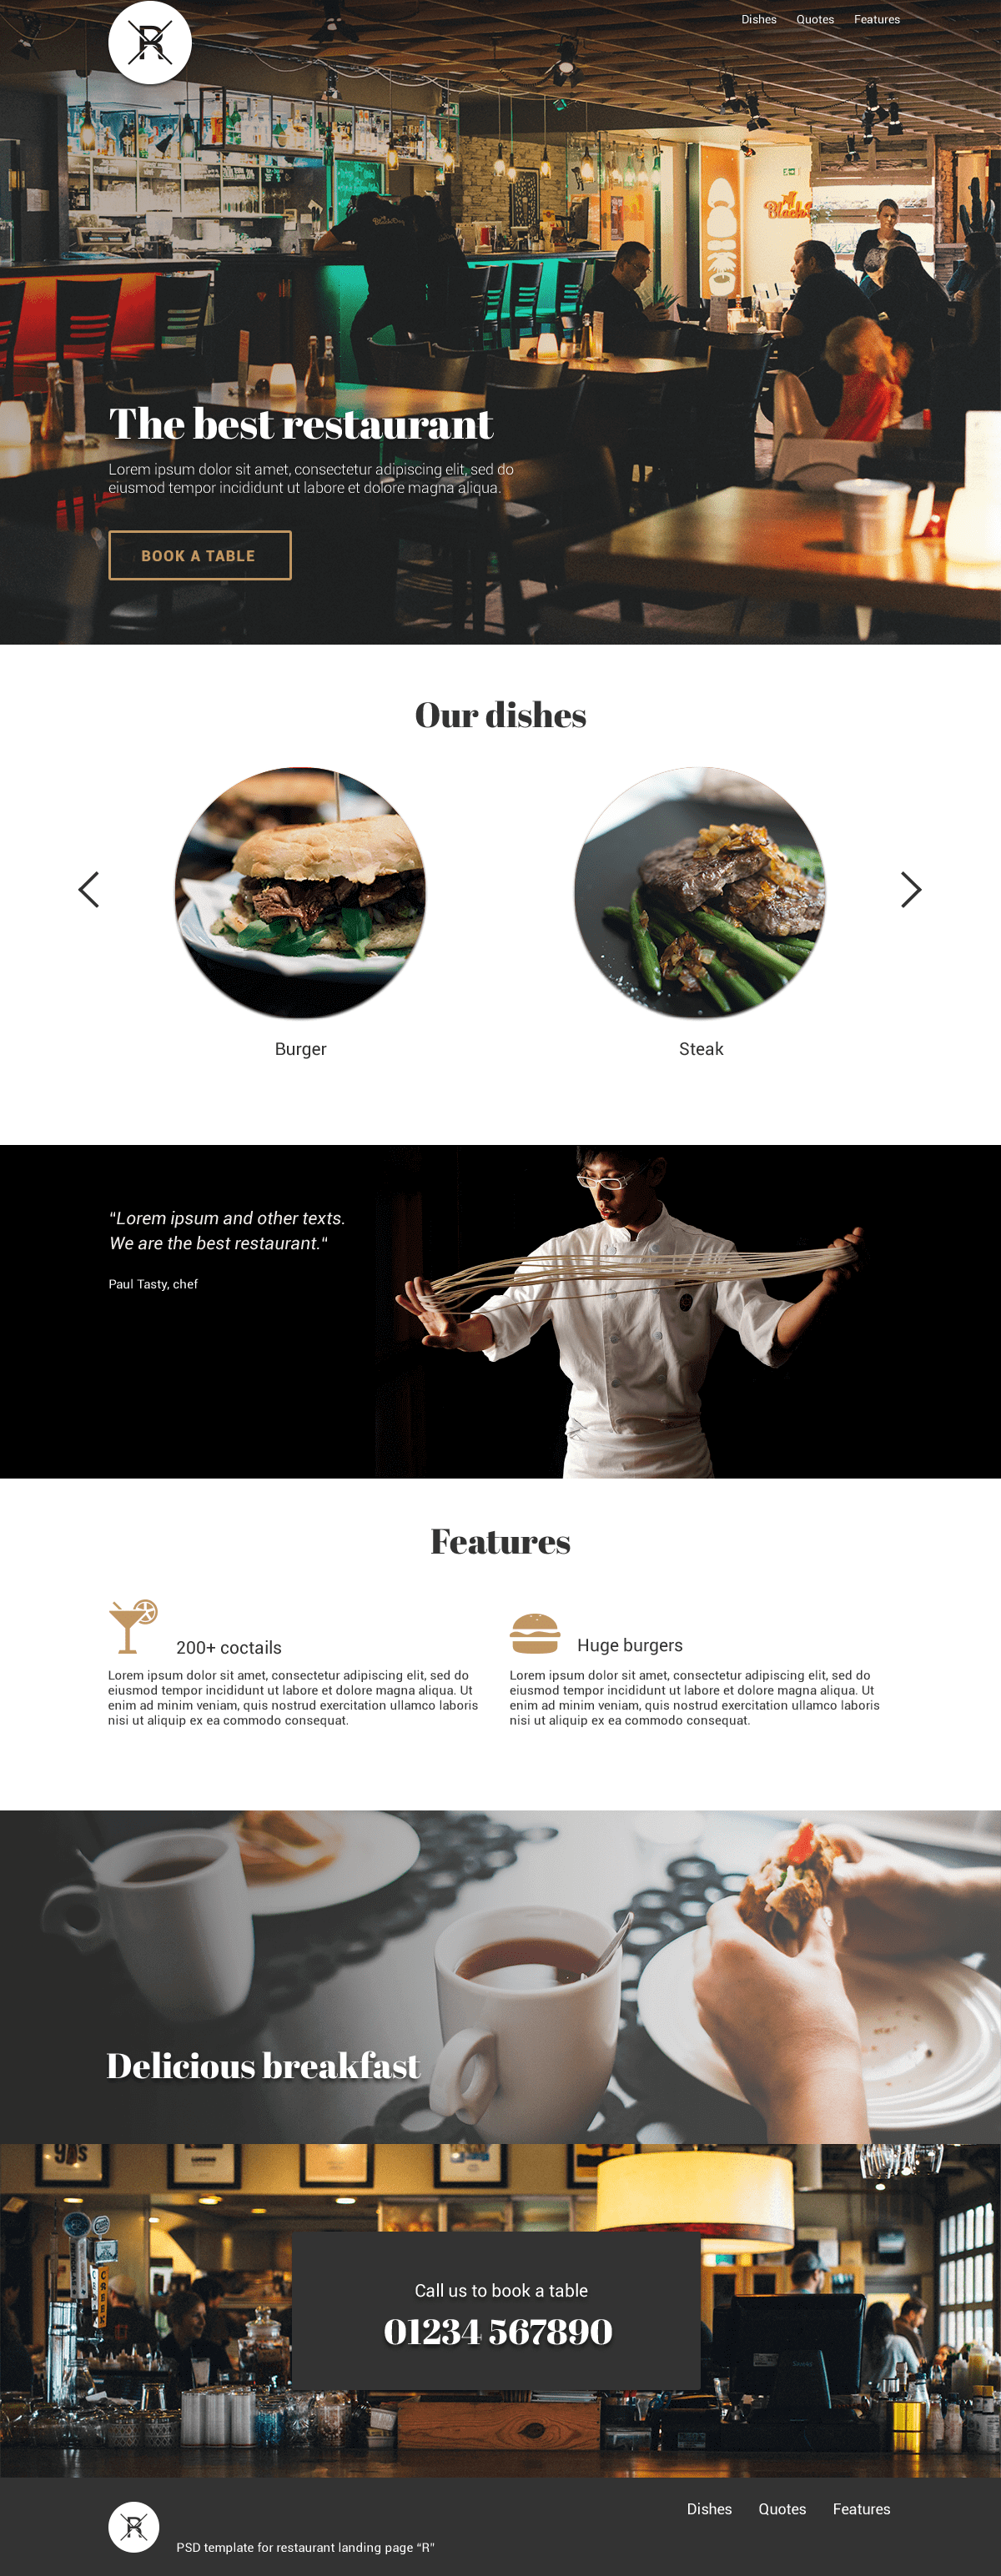 R
Dishes Quotes Features
The best restaurant
Lorem ipsum dolor sit amet, consectetur adipiscing elit, sed do
eiusmod tempor incididunt ut labore et dolore magna aliqua.
BOOK A TABLE
Our dishes
Burger
Steak
“Lorem ipsum and other texts.
We are the best restaurant.“
Paul Tasty, chef
Features
200+ coctails
Lorem ipsum dolor sit amet, consectetur adipiscing elit, sed do
eiusmod tempor incididunt ut labore et dolore magna aliqua. Ut
enim ad minim veniam, quis nostrud exercitation ullamco laboris
nisi ut aliquip ex ea commodo consequat.
Huge burgers
Lorem ipsum dolor sit amet, consectetur adipiscing elit, sed do
eiusmod tempor incididunt ut labore et dolore magna aliqua. Ut
enim ad minim veniam, quis nostrud exercitation ullamco laboris
nisi ut aliquip ex ea commodo consequat.
Delicious breakfast
Call us to book a table
01234 567890
Dishes Quotes Features
R
PSD template for restaurant landing page “R”